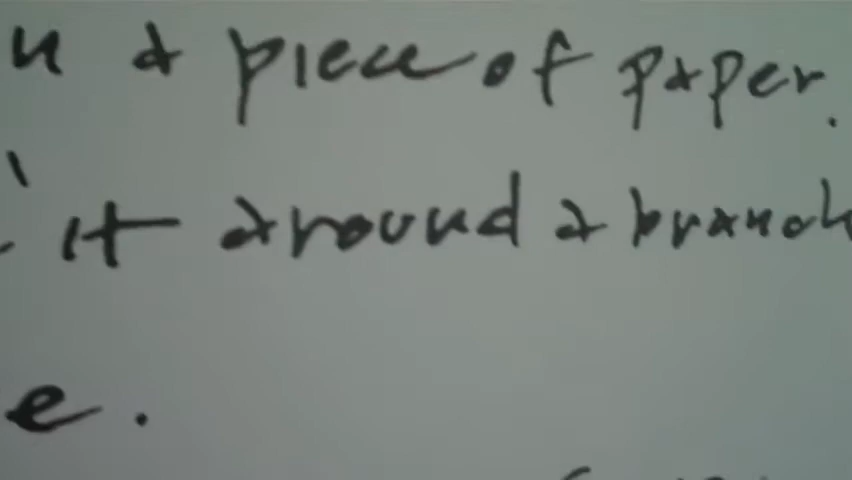 a piece of paper.
it around a branch